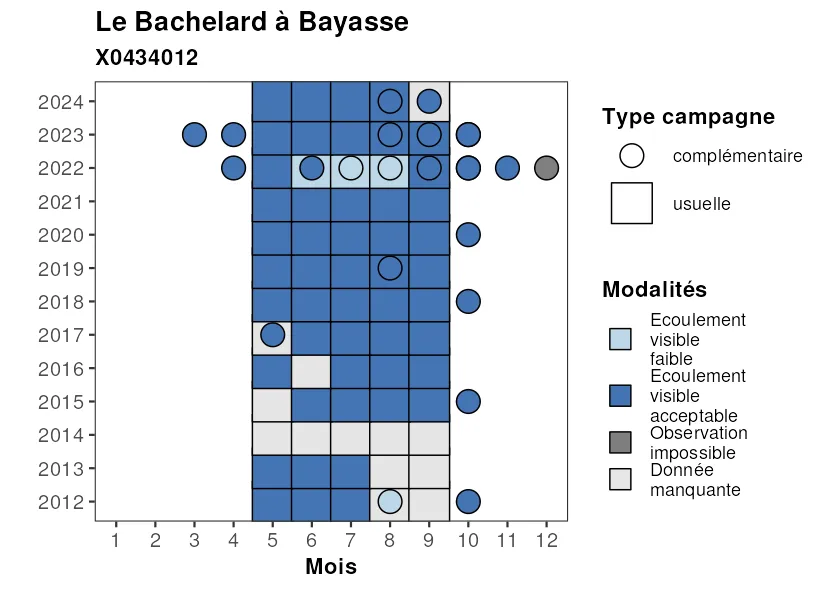 Le Bachelard à Bayasse
X0434012
2024
2023
2022
2021
2020
2019
2018
2017
2016
2015
2014
2013
2012
1 2 3 4 5 6 7 8 9 10 11 12
Mois
Type campagne
complémentaire
usuelle
Modalités
Ecoulement
visible
faible
Ecoulement
visible
acceptable
Observation
impossible
Donnée
manquante